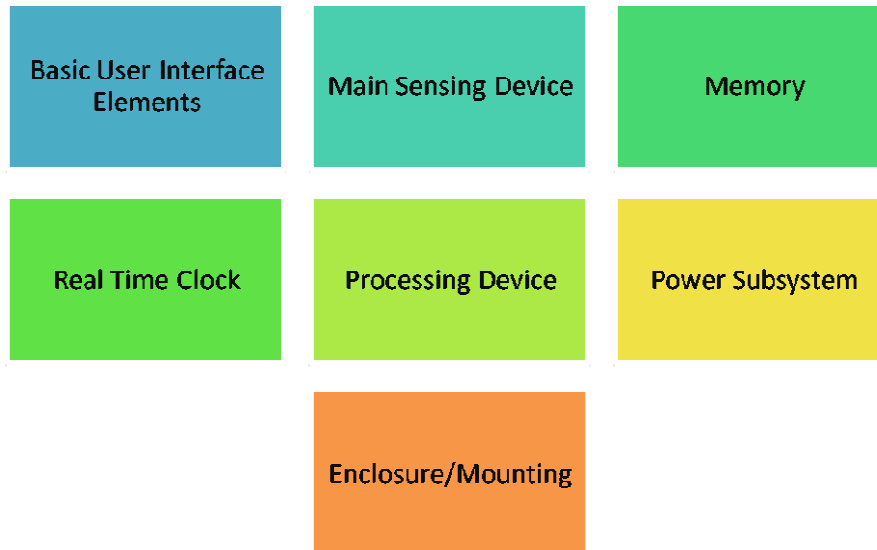 Basic User Interface
Elements
Main Sensing Device
Memory
Real Time Clock
Processing Device
Power Subsystem
Enclosure/Mounting